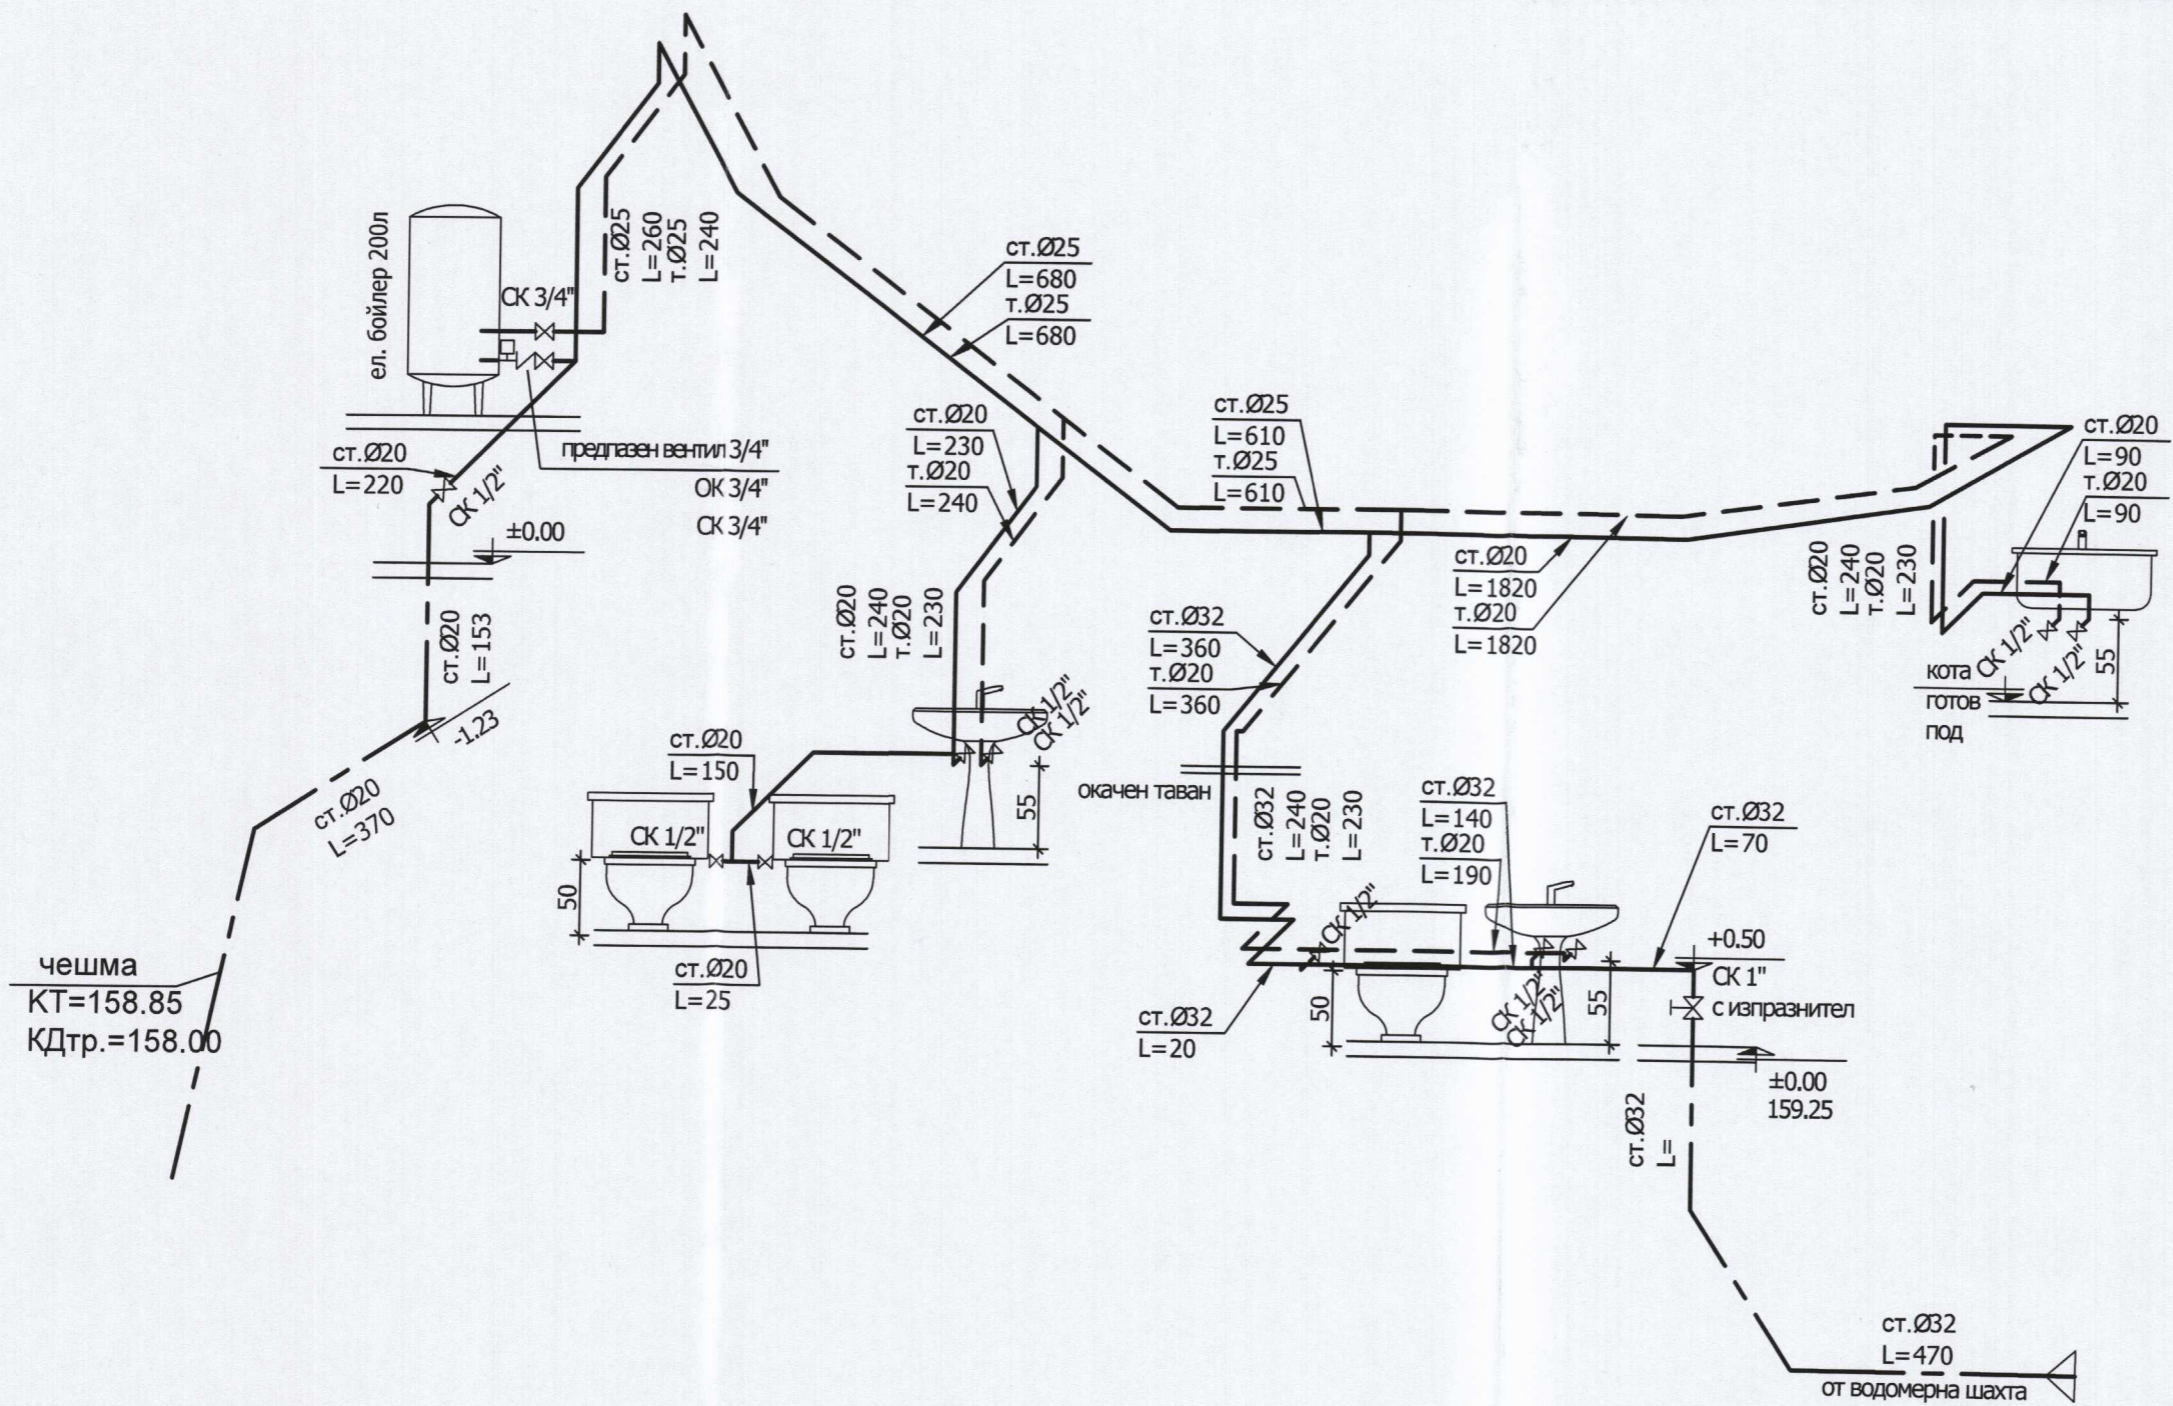 ел. бойлер 200л
СК 3/4"
ст.Ø25
L=260
т.Ø25
L=240
ст.Ø25
L=680
т.Ø25
L=680
предпазен вентил 3/4"
ОК 3/4"
СК 3/4"
ст.Ø20
L=220
СК 1/2"
±0.00
ст.Ø20
L=153
-1.23
ст.Ø20
L=370
чешма
КТ=158.85
КДтр.=158.00
ст.Ø20
L=230
т.Ø20
L=240
ст.Ø20
L=240
т.Ø20
L=230
СК 1/2"
СК 1/2"
55
ст.Ø20
L=150
СК 1/2"
СК 1/2"
50
ст.Ø20
L=25
ст.Ø25
L=610
т.Ø25
L=610
ст.Ø20
L=1820
т.Ø20
L=1820
ст.Ø32
L=360
т.Ø20
L=360
окачен таван
ст.Ø32
L=240
т.Ø20
L=230
ст.Ø32
L=140
т.Ø20
L=190
ст.Ø32
L=70
СК 1/2"
50
СК 1/2"
СК 1/2"
55
ст.Ø32
L=20
+0.50
СК 1"
с изпразнител
±0.00
159.25
ст.Ø32
L=
ст.Ø32
L=470
от водомерна шахта
ст.Ø20
L=90
т.Ø20
L=90
ст.Ø20
L=240
т.Ø20
L=230
СК 1/2"
СК 1/2"
55
кота
готов
под